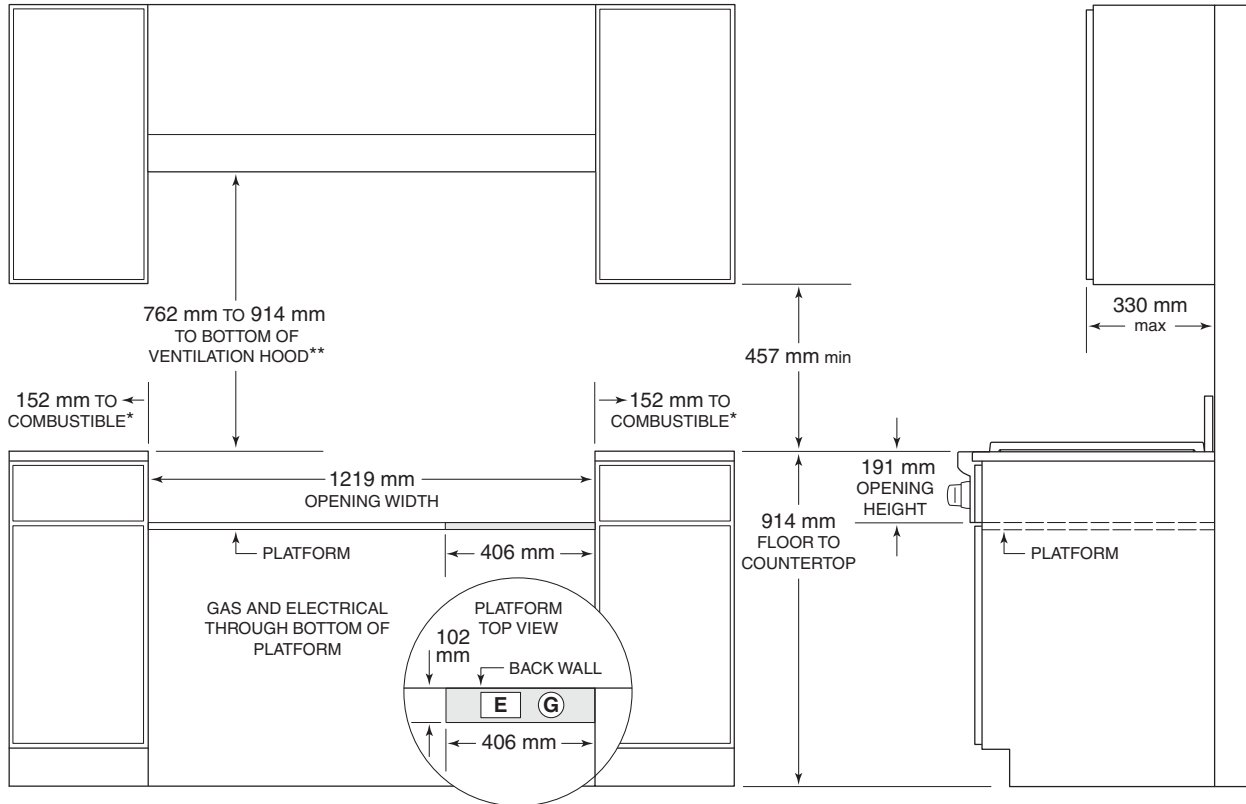 762 mm TO 914 mm
TO BOTTOM OF
VENTILATION HOOD**
330 mm
max
457 mm min
152 mm TO
COMBUSTIBLE*
152 mm TO
COMBUSTIBLE*
1219 mm
OPENING WIDTH
191 mm
OPENING
HEIGHT
914 mm
FLOOR TO
COUNTERTOP
PLATFORM
406 mm
PLATFORM
GAS AND ELECTRICAL
THROUGH BOTTOM OF
PLATFORM
PLATFORM
TOP VIEW
102
mm
BACK WALL
E G
406 mm